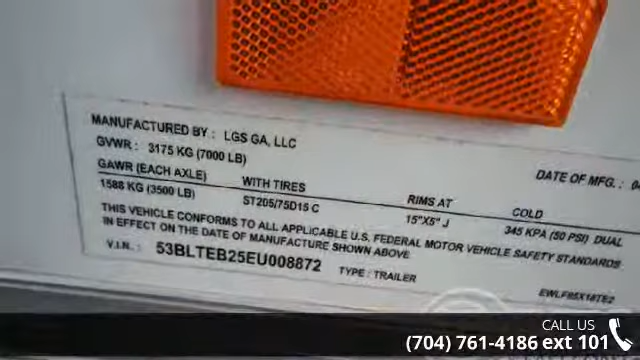 MANUFACTURED BY : LGS GA, LLC
GVWR : 3175 KG (7000 LB)
DATE OF MFG. :
GAWR (EACH AXLE) WITH TIRES RIMS AT COLD
1588 KG (3500 LB) ST205/75D15 C 15"X5" J 345 KPA (50 PSI) DUAL
THIS VEHICLE CONFORMS TO ALL APPLICABLE U.S. FEDERAL MOTOR VEHICLE SAFETY STANDARDS
IN EFFECT ON THE DATE OF MANUFACTURE SHOWN ABOVE
V.I.N. : 53BLTEB25EU008872 TYPE : TRAILER
CALL US
(704) 761-4186 ext 101